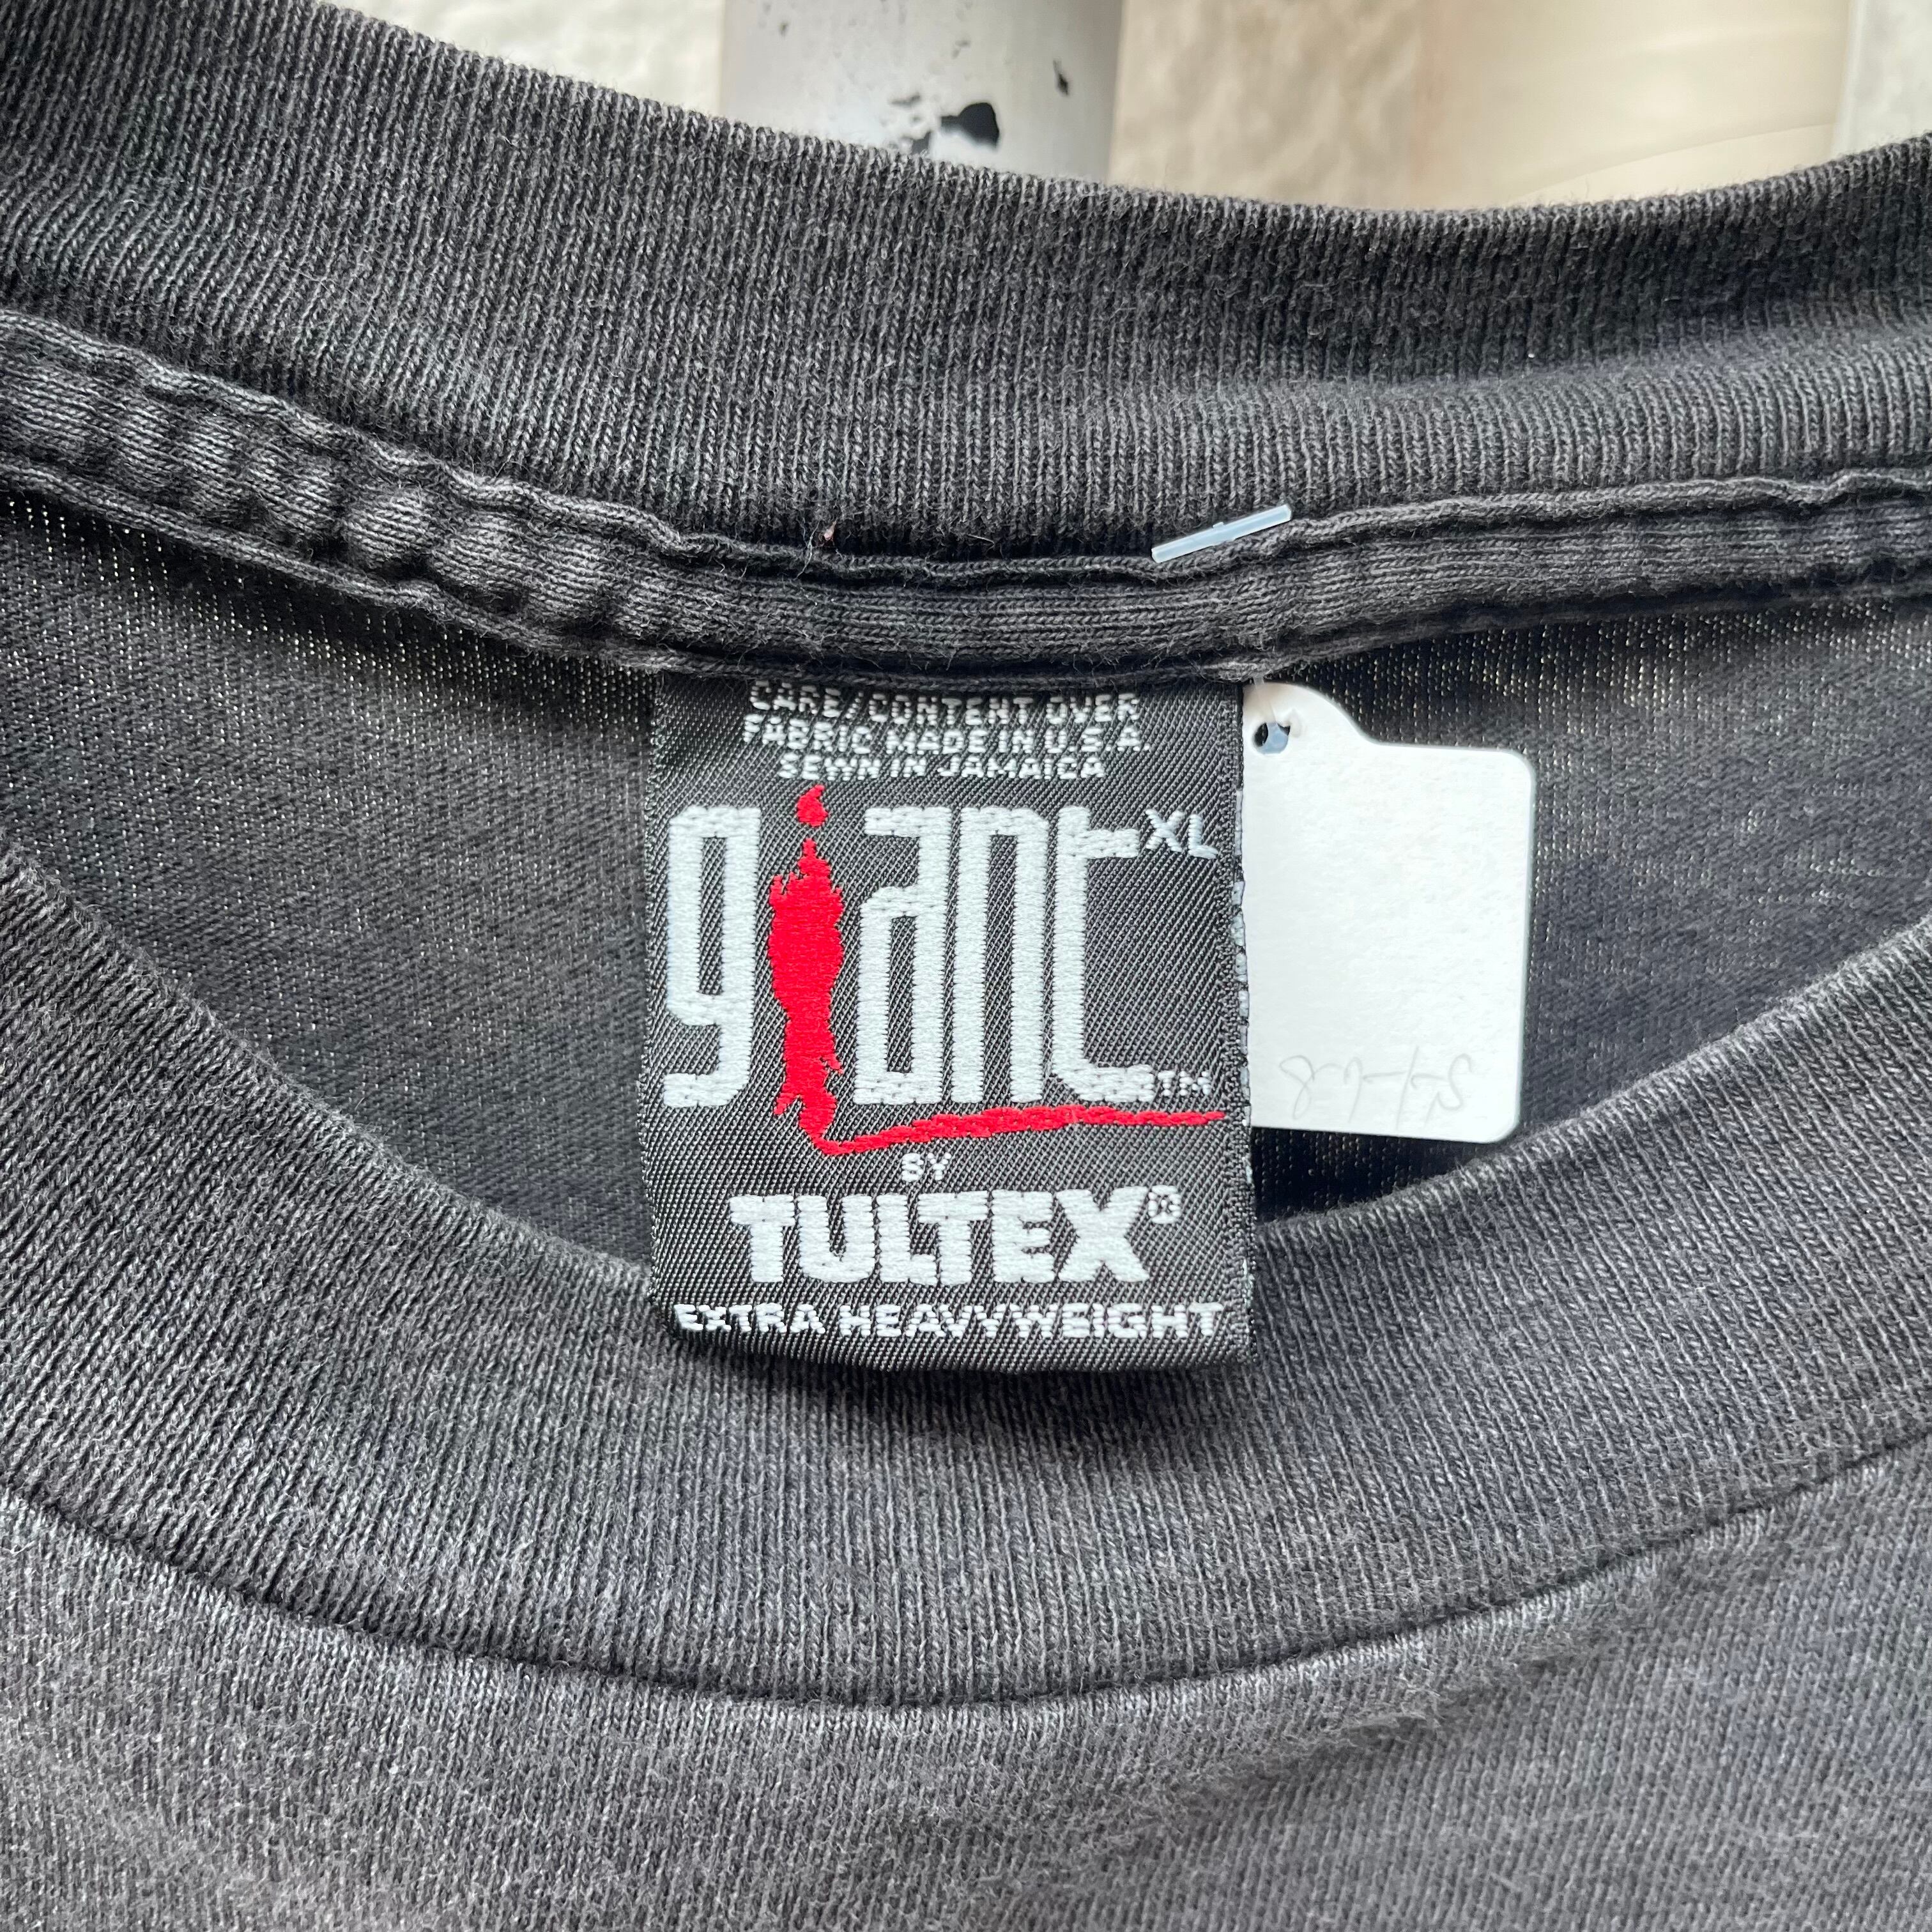 CARE/CONTENT OVER
FABRIC MADE IN U.S.A.
SEWN IN JAMAICA
giant XL
TM
BY
TULTEX®
EXTRA HEAVYWEIGHT